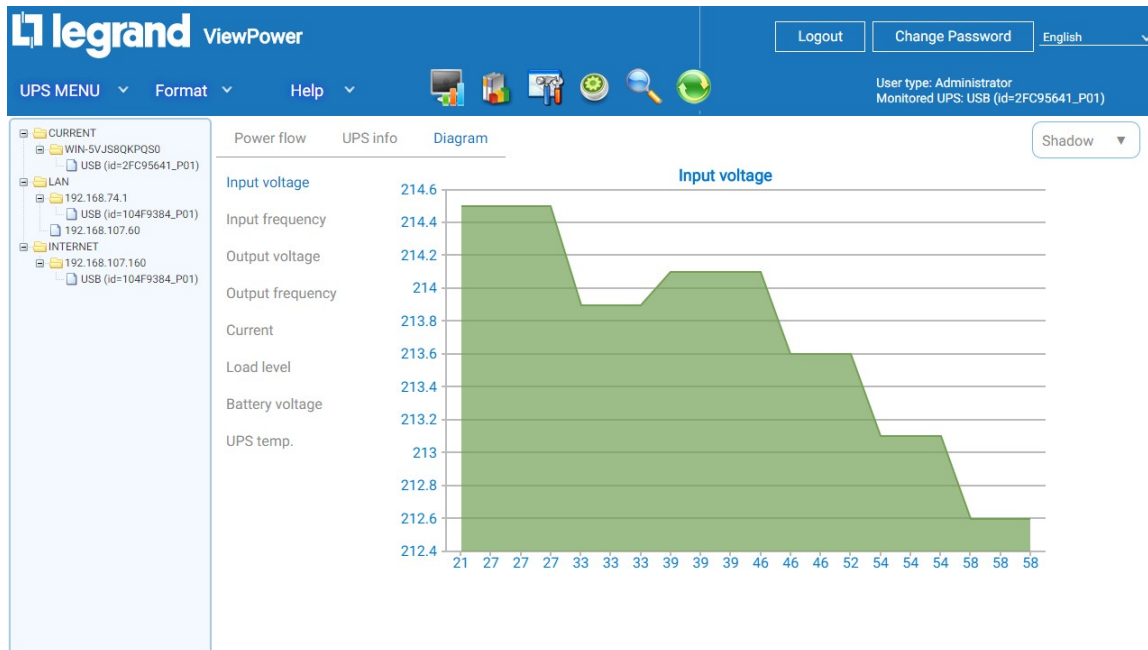 legrand ViewPower
Logout
Change Password
English
UPS MENU
Format
Help
User type: Administrator
Monitored UPS: USB (id=2FC95641_P01)
CURRENT
WIN-5VJS8QKPQS0
USB (id=2FC95641_P01)
LAN
192.168.74.1
USB (id=104F9384_P01)
192.168.107.60
INTERNET
192.168.107.160
USB (id=104F9384_P01)
Power flow
UPS info
Diagram
Shadow
Input voltage
Input frequency
Output voltage
Output frequency
Current
Load level
Battery voltage
UPS temp.
Input voltage
214.6
214.4
214.2
214
213.8
213.6
213.4
213.2
213
212.8
212.6
212.4
21 27 27 27 33 33 33 39 39 39 46 46 46 52 54 54 54 58 58 58